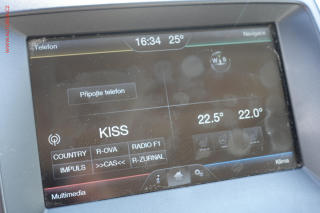 Telefon
16:34 25°
Navigace
W S
Připojte telefon
KISS
22.5° 22.0°
COUNTRY R-OVA RADIO F1
IMPULS >>CAS<< R-ZURNAL
Multimedia
i
Klima